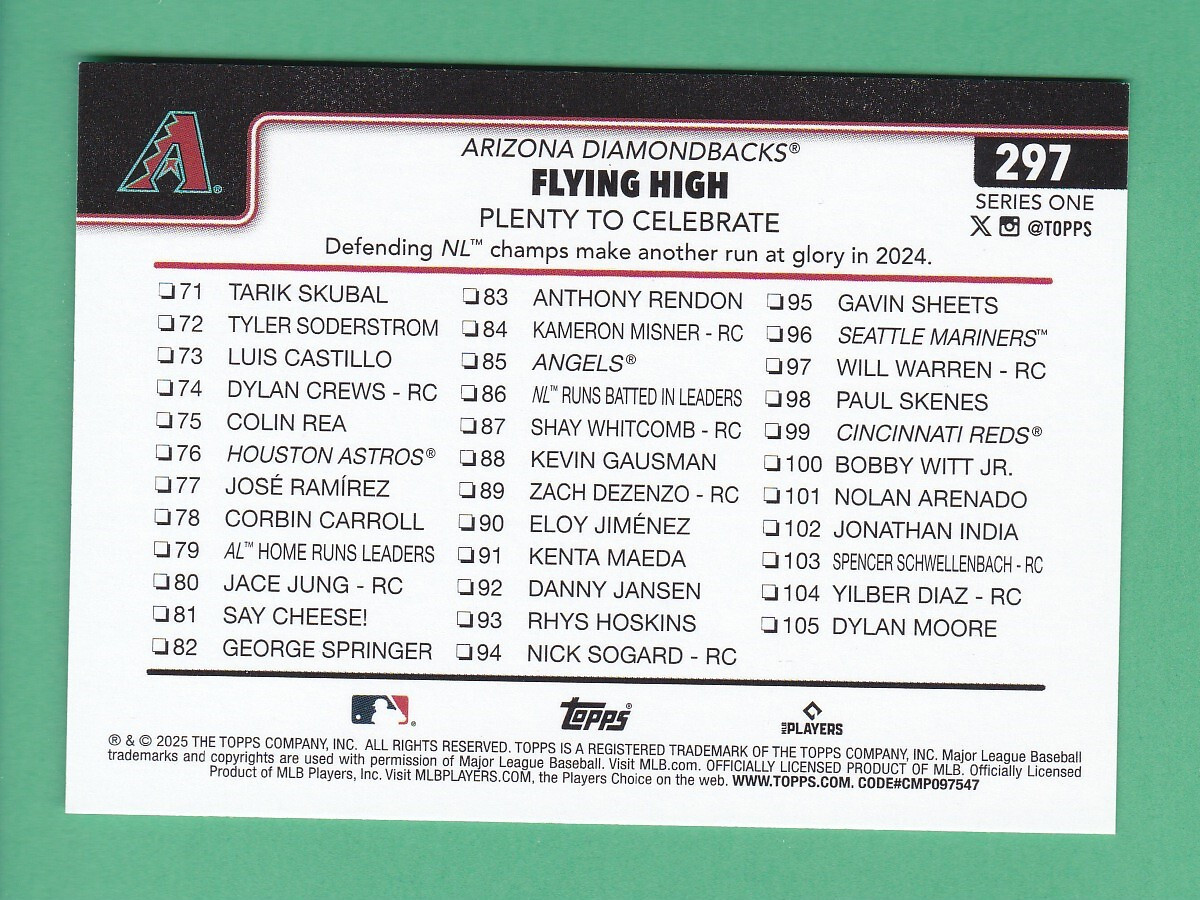 ARIZONA DIAMONDBACKS®
FLYING HIGH
PLENTY TO CELEBRATE
Defending NL™ champs make another run at glory in 2024.
297
SERIES ONE
@TOPPS
❏71 TARIK SKUBAL
❏72 TYLER SODERSTROM
❏73 LUIS CASTILLO
❏74 DYLAN CREWS - RC
❏75 COLIN REA
❏76 HOUSTON ASTROS®
❏77 JOSÉ RAMÍREZ
❏78 CORBIN CARROLL
❏79 AL™ HOME RUNS LEADERS
❏80 JACE JUNG - RC
❏81 SAY CHEESE!
❏82 GEORGE SPRINGER
❏83 ANTHONY RENDON
❏84 KAMERON MISNER - RC
❏85 ANGELS®
❏86 NL™ RUNS BATTED IN LEADERS
❏87 SHAY WHITCOMB - RC
❏88 KEVIN GAUSMAN
❏89 ZACH DEZENZO - RC
❏90 ELOY JIMÉNEZ
❏91 KENTA MAEDA
❏92 DANNY JANSEN
❏93 RHYS HOSKINS
❏94 NICK SOGARD - RC
❏95 GAVIN SHEETS
❏96 SEATTLE MARINERS™
❏97 WILL WARREN - RC
❏98 PAUL SKENES
❏99 CINCINNATI REDS®
❏100 BOBBY WITT JR.
❏101 NOLAN ARENADO
❏102 JONATHAN INDIA
❏103 SPENCER SCHWELLENBACH - RC
❏104 YILBER DIAZ - RC
❏105 DYLAN MOORE
Topps®
MLB PLAYERS
® & © 2025 THE TOPPS COMPANY, INC. ALL RIGHTS RESERVED. TOPPS IS A REGISTERED TRADEMARK OF THE TOPPS COMPANY, INC. Major League Baseball
trademarks and copyrights are used with permission of Major League Baseball. Visit MLB.com. OFFICIALLY LICENSED PRODUCT OF MLB. Officially Licensed
Product of MLB Players, Inc. Visit MLBPLAYERS.COM, the Players Choice on the web. WWW.TOPPS.COM. CODE#CMP097547